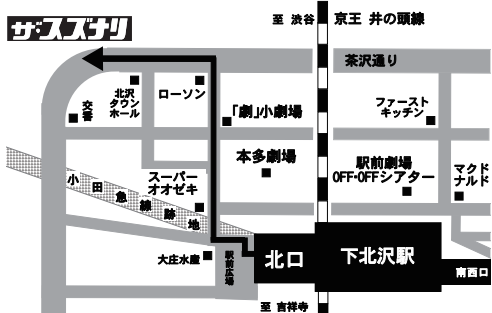 ザ・スズナリ
至 渋谷
京王 井の頭線
茶沢通り
交番
北沢
タウン
ホール
ローソン
「劇」小劇場
ファースト
キッチン
本多劇場
駅前劇場
OFF・OFFシアター
マクド
ナルド
小田急線跡地
スーパー
オオゼキ
大庄水産
駅前広場
北口
下北沢駅
南西口
至 吉祥寺